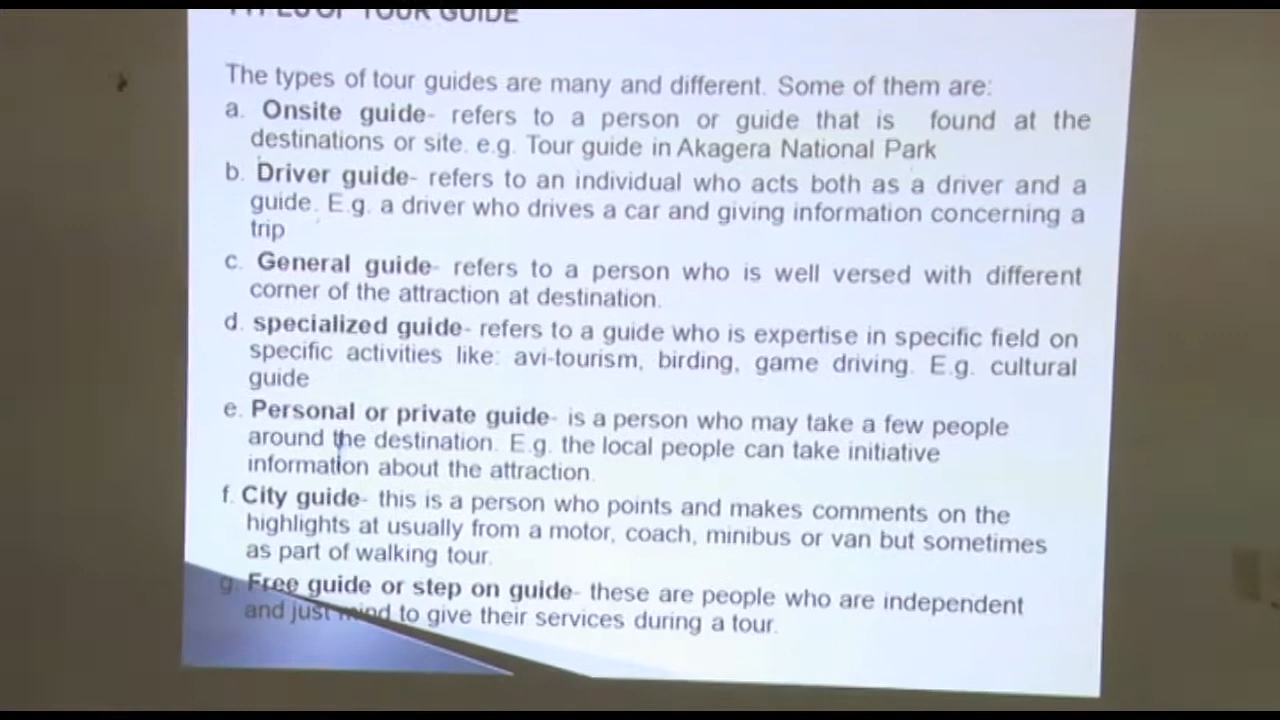 TYPES OF TOUR GUIDE
The types of tour guides are many and different. Some of them are:
a. Onsite guide- refers to a person or guide that is found at the
destinations or site. e.g. Tour guide in Akagera National Park
b. Driver guide- refers to an individual who acts both as a driver and a
guide. E.g. a driver who drives a car and giving information concerning a
trip
c. General guide- refers to a person who is well versed with different
corner of the attraction at destination.
d. specialized guide- refers to a guide who is expertise in specific field on
specific activities like: avi-tourism, birding, game driving. E.g. cultural
guide
e. Personal or private guide- is a person who may take a few people
around the destination. E.g. the local people can take initiative
information about the attraction.
f. City guide- this is a person who points and makes comments on the
highlights at usually from a motor, coach, minibus or van but sometimes
as part of walking tour.
g. Free guide or step on guide- these are people who are independent
and just mind to give their services during a tour.